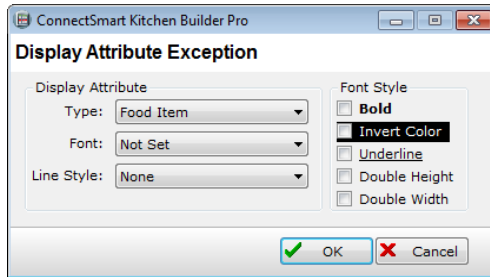 ConnectSmart Kitchen Builder Pro
Display Attribute Exception
Display Attribute
Type: Food Item
Font: Not Set
Line Style: None
Font Style
Bold
Invert Color
Underline
Double Height
Double Width
OK
Cancel